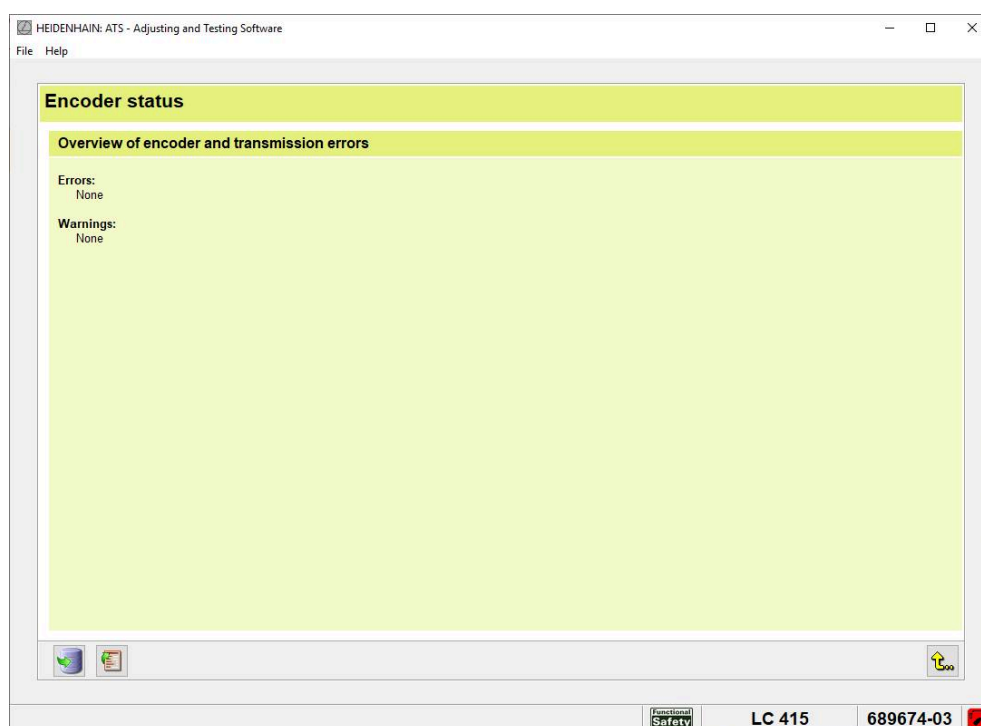 HEIDENHAIN: ATS - Adjusting and Testing Software
File Help
Encoder status
Overview of encoder and transmission errors
Errors:
None
Warnings:
None
Functional
Safety
LC 415
689674-03